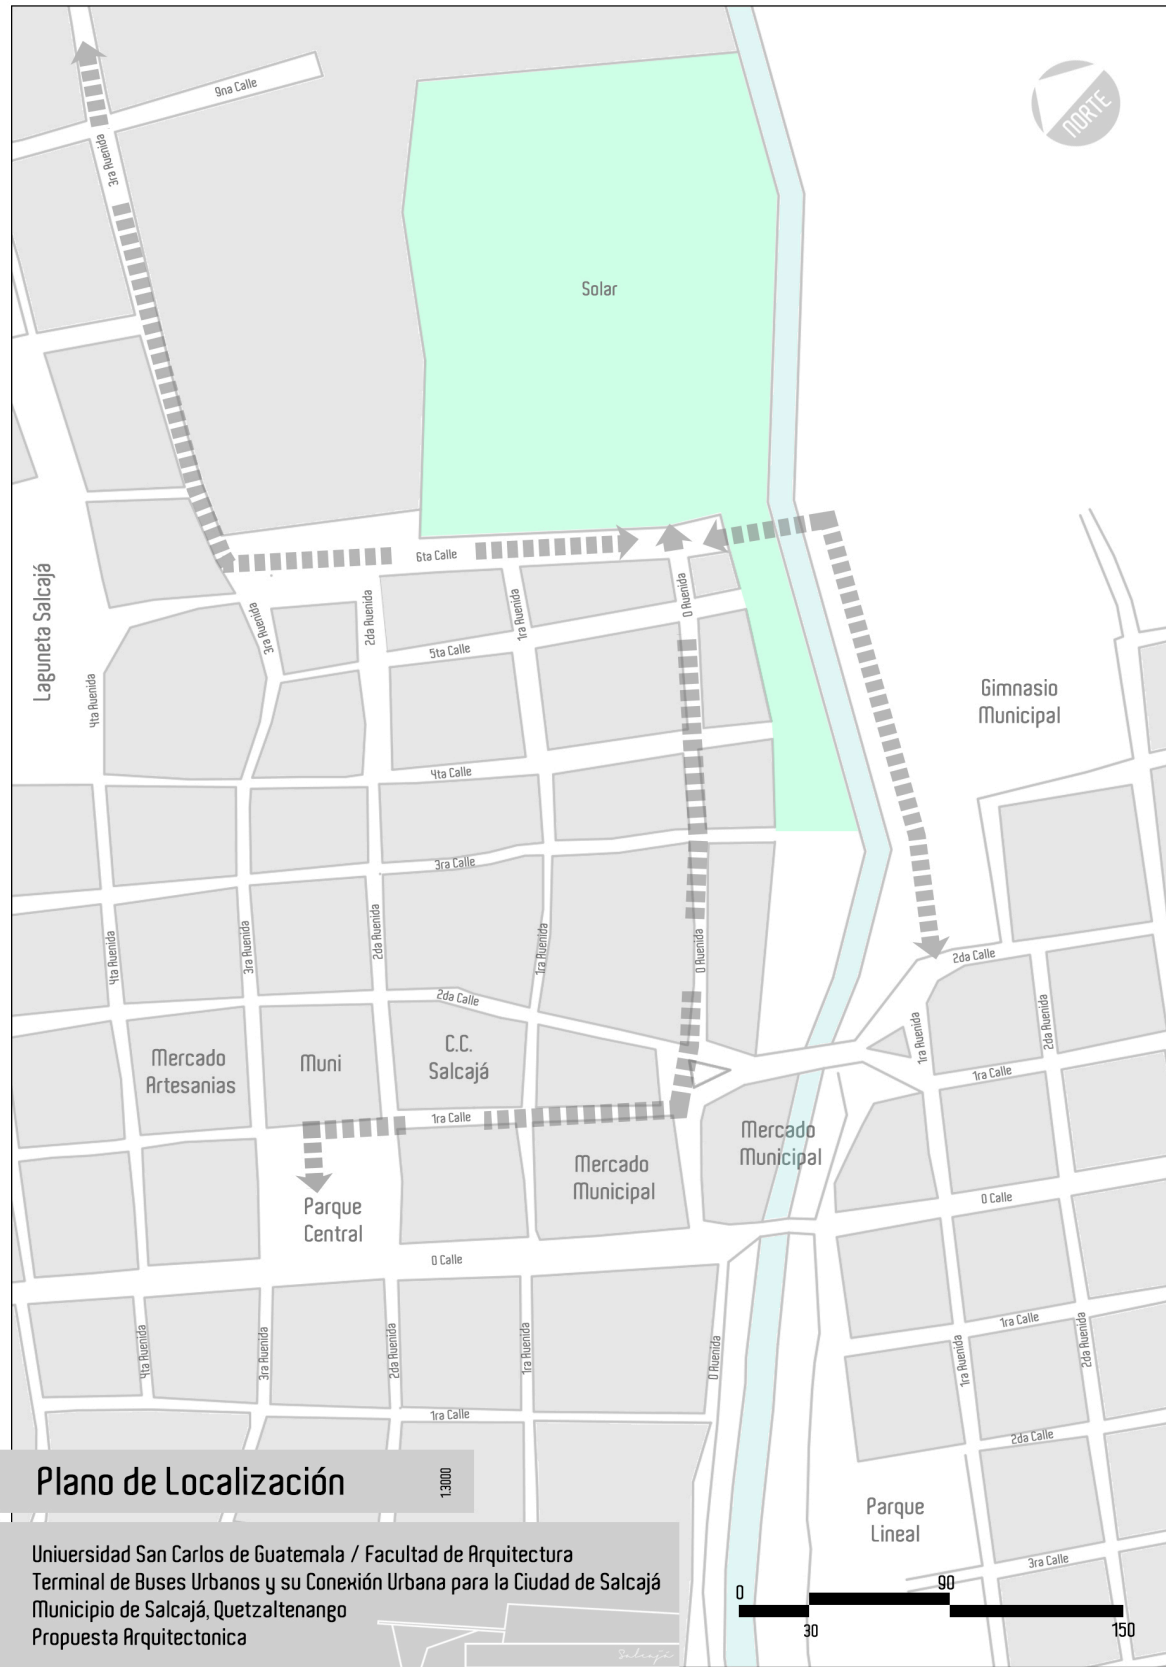 9na Calle
NORTE
3ra Avenida
Solar
6ta Calle
Laguneta Salcajá
3ra Avenida
2da Avenida
1ra Avenida
0 Avenida
5ta Calle
4ta Avenida
Gimnasio
Municipal
4ta Calle
3ra Calle
4ta Avenida
3ra Avenida
2da Avenida
1ra Avenida
0 Avenida
2da Calle
2da Calle
1ra Avenida
2da Avenida
Mercado
Artesanias
Muni
C.C.
Salcajá
1ra Calle
1ra Calle
Mercado
Municipal
Mercado
Municipal
Parque
Central
0 Calle
0 Calle
4ta Avenida
3ra Avenida
2da Avenida
1ra Avenida
0 Avenida
1ra Calle
1ra Avenida
2da Avenida
1ra Calle
2da Calle
Plano de Localización
1:3000
Parque
Lineal
3ra Calle
Universidad San Carlos de Guatemala / Facultad de Arquitectura
Terminal de Buses Urbanos y su Conexión Urbana para la Ciudad de Salcajá
Municipio de Salcajá, Quetzaltenango
Propuesta Arquitectonica
Salcajá
0
90
30
150